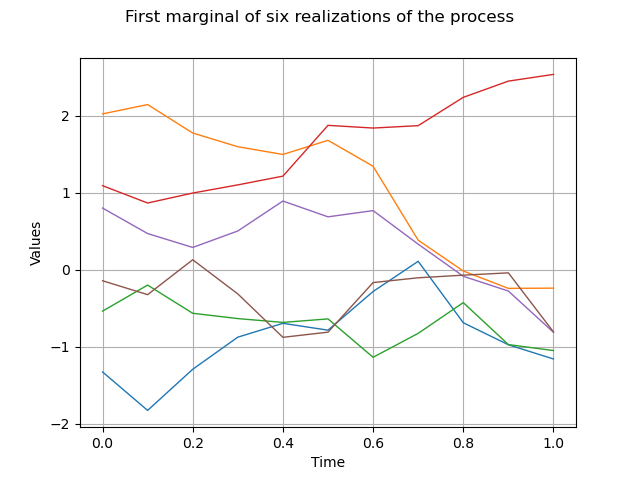 First marginal of six realizations of the process
Values
2
1
0
−1
−2
0.0 0.2 0.4 0.6 0.8 1.0
Time